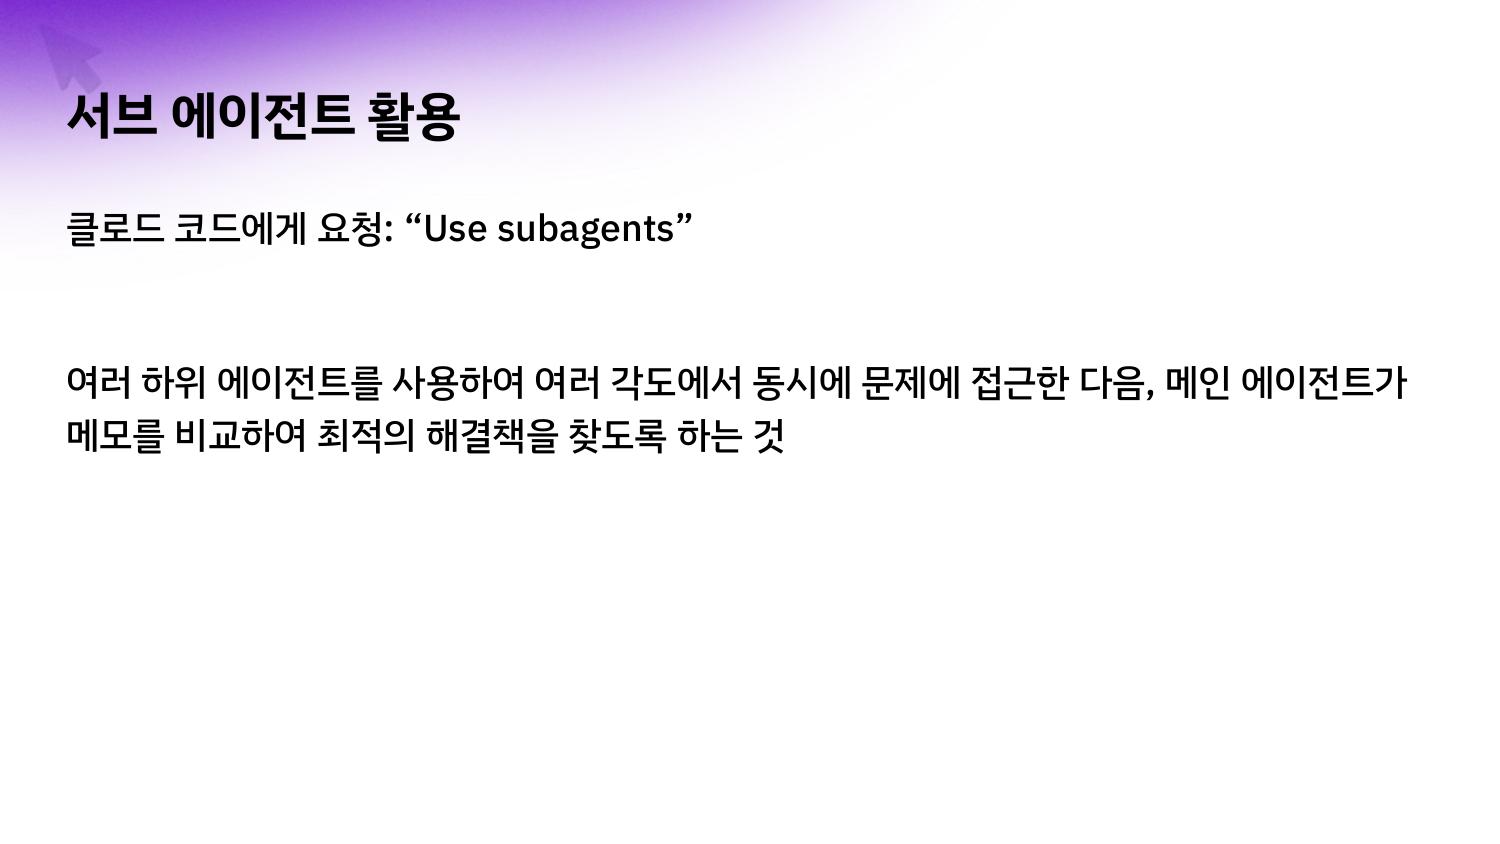 서브 에이전트 활용
클로드 코드에게 요청: “Use subagents”
여러 하위 에이전트를 사용하여 여러 각도에서 동시에 문제에 접근한 다음, 메인 에이전트가
메모를 비교하여 최적의 해결책을 찾도록 하는 것